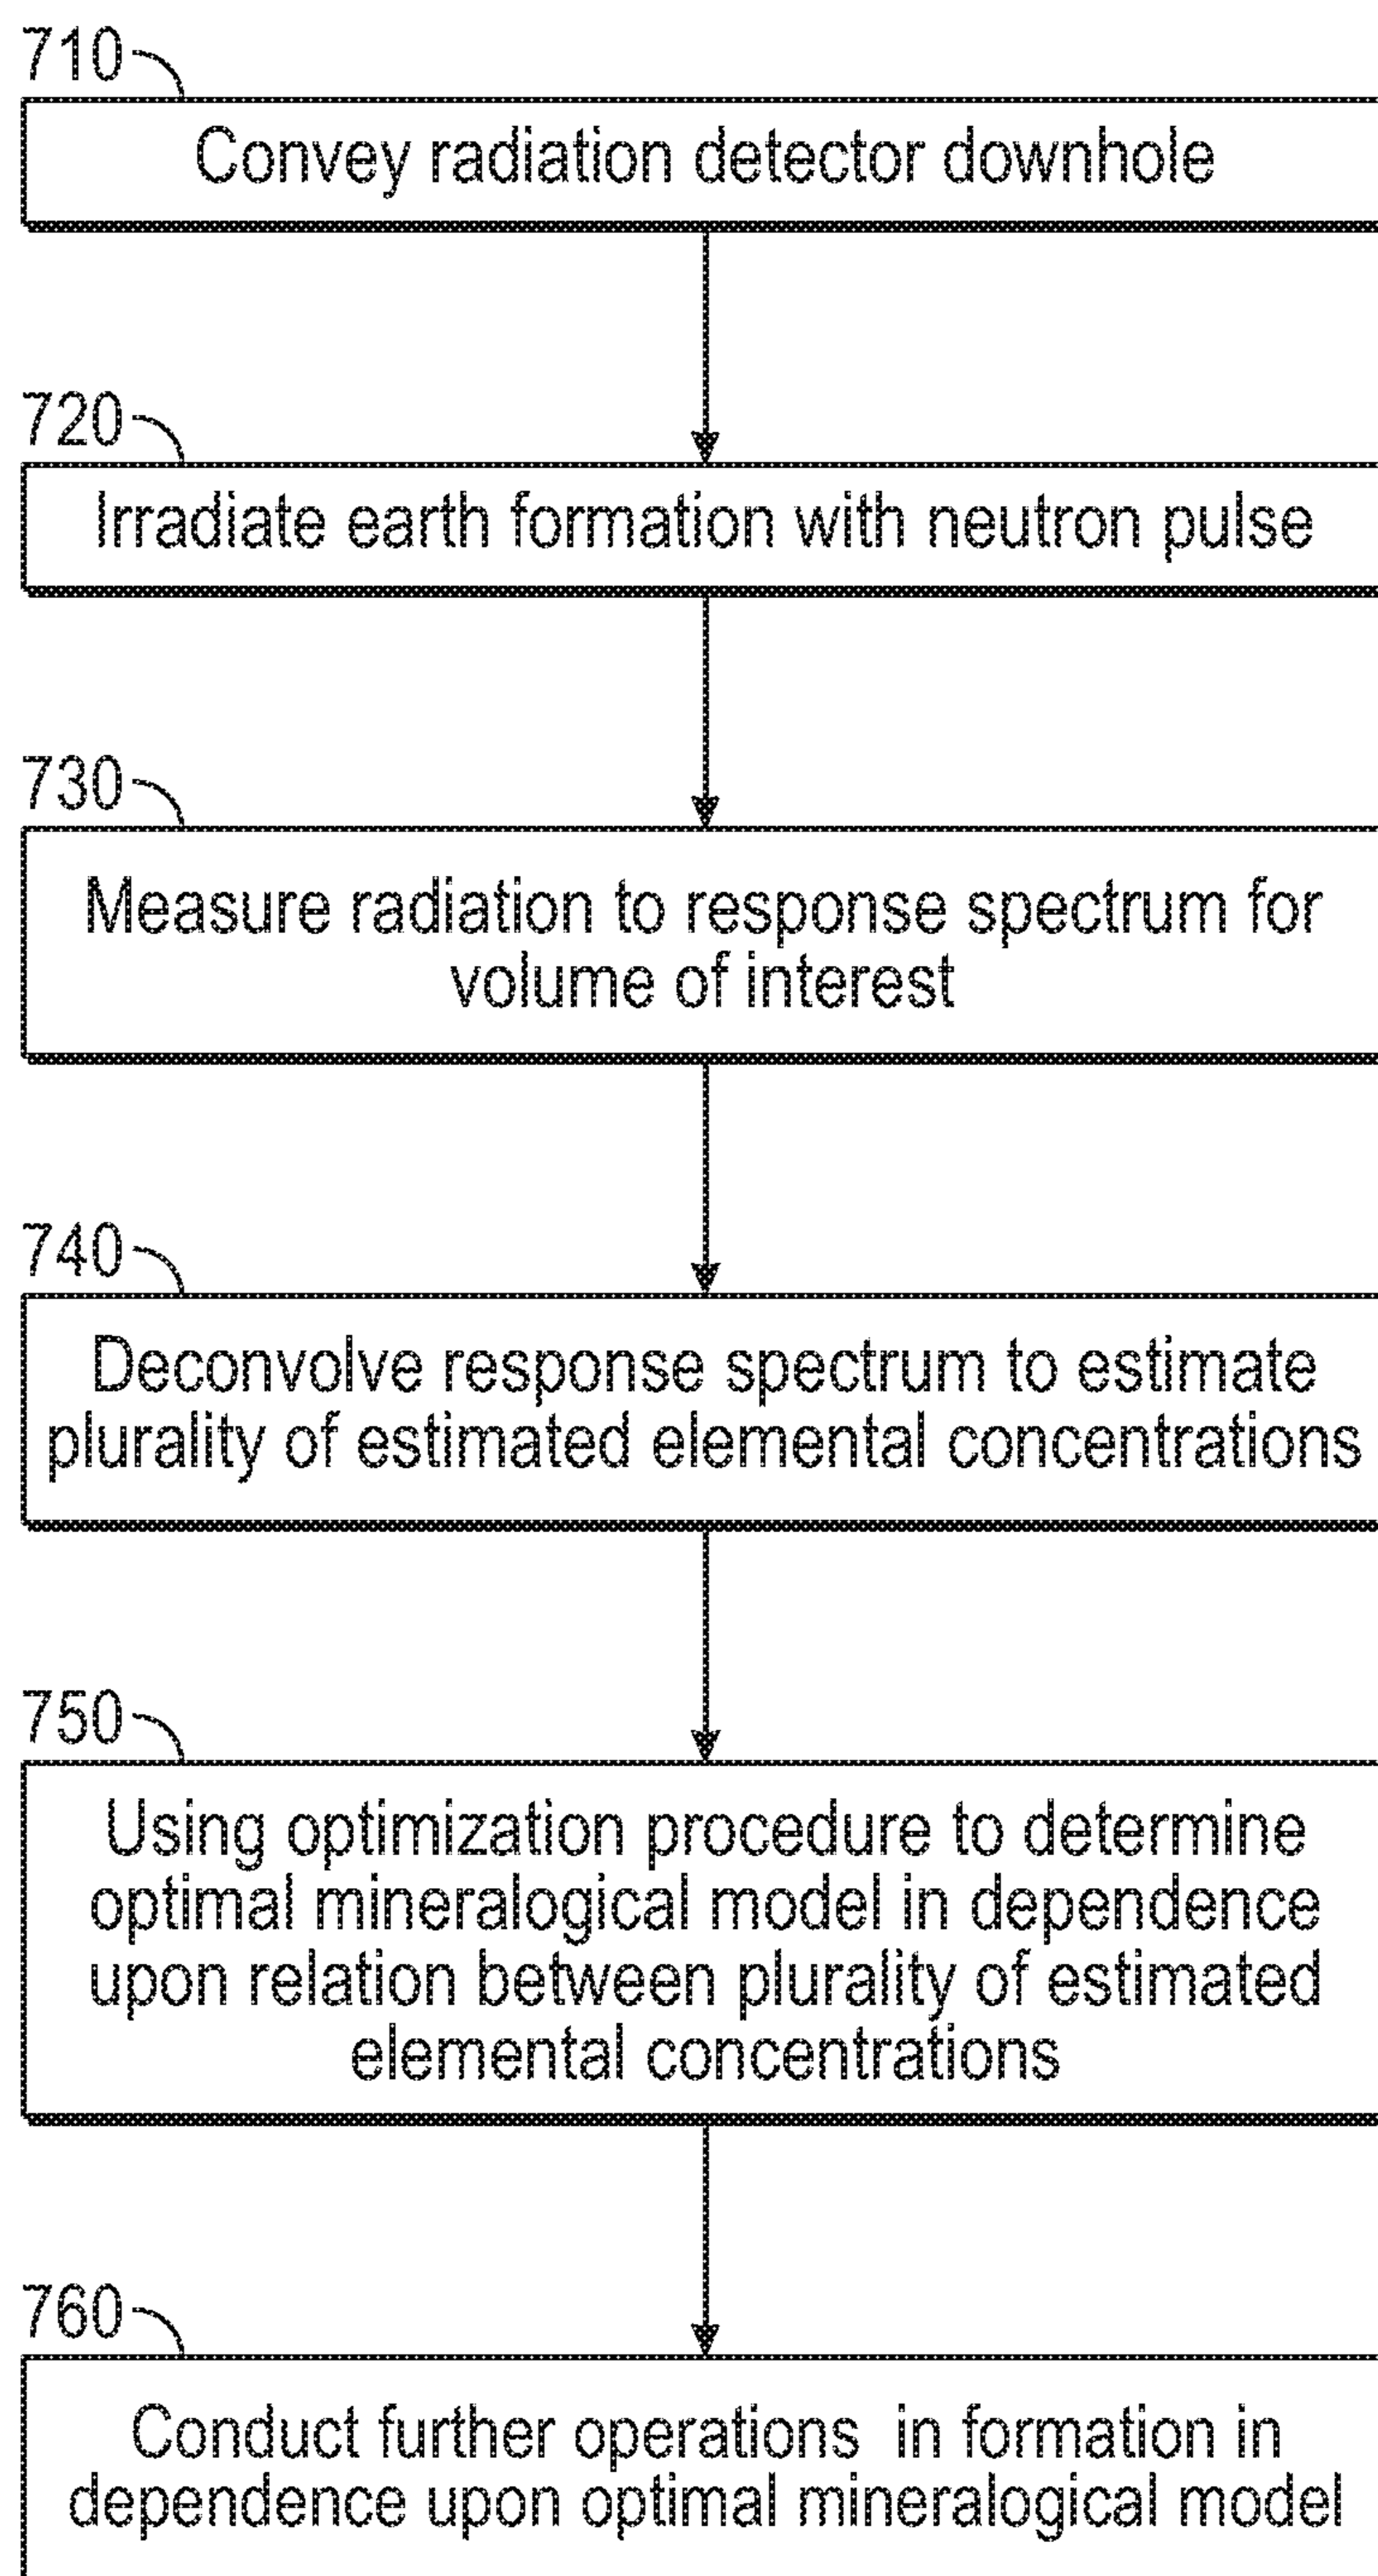 710
Convey radiation detector downhole
720
Irradiate earth formation with neutron pulse
730
Measure radiation to response spectrum for
volume of interest
740
Deconvolve response spectrum to estimate
plurality of estimated elemental concentrations
750
Using optimization procedure to determine
optimal mineralogical model in dependence
upon relation between plurality of estimated
elemental concentrations
760
Conduct further operations in formation in
dependence upon optimal mineralogical model